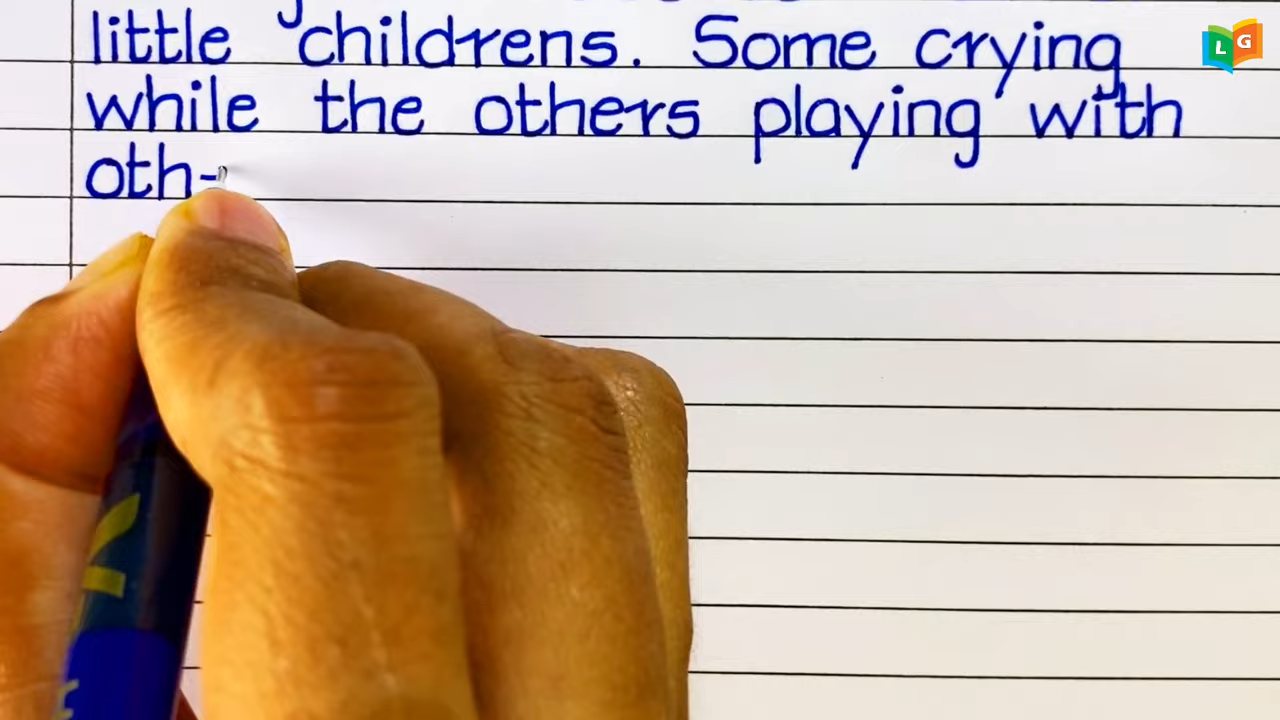 little childrens. Some crying
while the others playing with
oth
L G